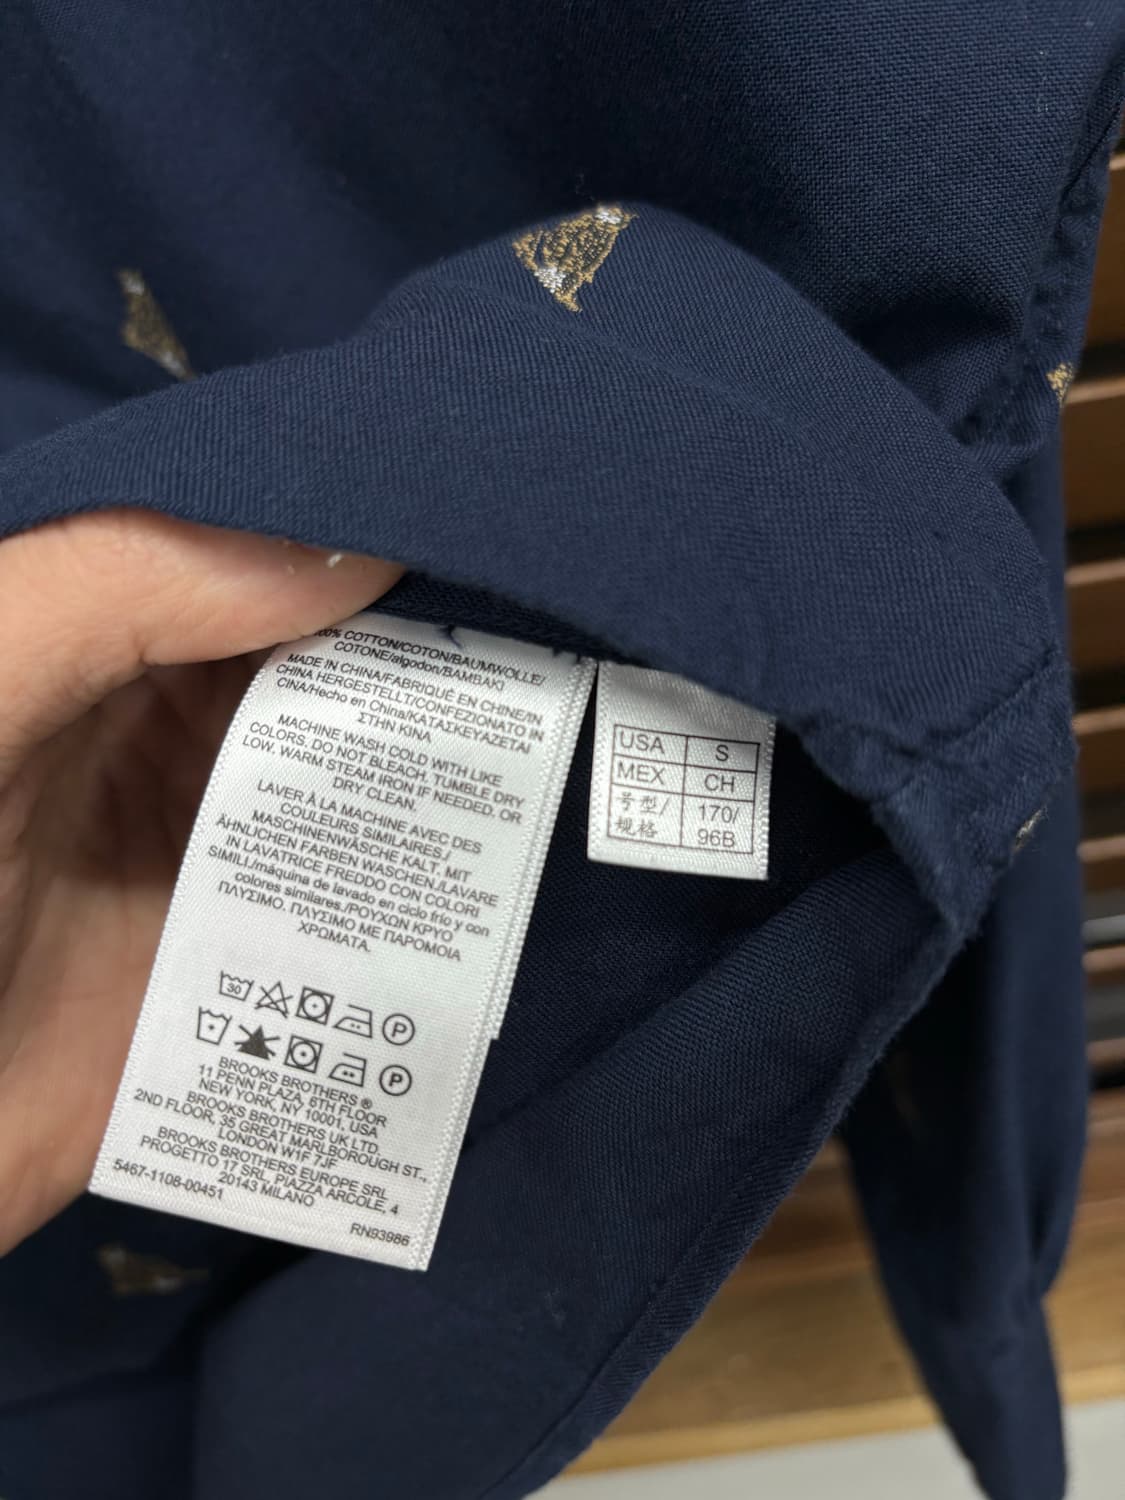 100% COTTON/COTON/BAUMWOLLE/
COTONE/algodon/BAMBAKI
MADE IN CHINA/FABRIQUÉ EN CHINE/IN
CHINA HERGESTELLT/CONFEZIONATO IN
CINA/Hecho en China/ΚΑΤΑΣΚΕΥΑΖΕΤΑΙ
ΣΤΗΝ ΚΙΝΑ
MACHINE WASH COLD WITH LIKE
COLORS. DO NOT BLEACH. TUMBLE DRY
LOW. WARM STEAM IRON IF NEEDED. OR
DRY CLEAN.
LAVER À LA MACHINE AVEC DES
COULEURS SIMILAIRES./
MASCHINENWÄSCHE KALT, MIT
ÄHNLICHEN FARBEN WASCHEN./LAVARE
IN LAVATRICE FREDDO CON COLORI
SIMILI./máquina de lavado en ciclo frío y con
colores similares./ΡΟΥΧΩΝ ΚΡΥΟ
ΠΛΥΣΙΜΟ. ΠΛΥΣΙΜΟ ΜΕ ΠΑΡΟΜΟΙΑ
ΧΡΩΜΑΤΑ.
30 P
P
BROOKS BROTHERS ®
11 PENN PLAZA, 6TH FLOOR
NEW YORK, NY 10001, USA
BROOKS BROTHERS UK LTD.
2ND FLOOR, 35 GREAT MARLBOROUGH ST.,
LONDON W1F 7JF
BROOKS BROTHERS EUROPE SRL
PROGETTO 17 SRL, PIAZZA ARCOLE, 4
20143 MILANO
5467-1108-00451
RN93986
USA S
MEX CH
号型/ 170/
规格 96B